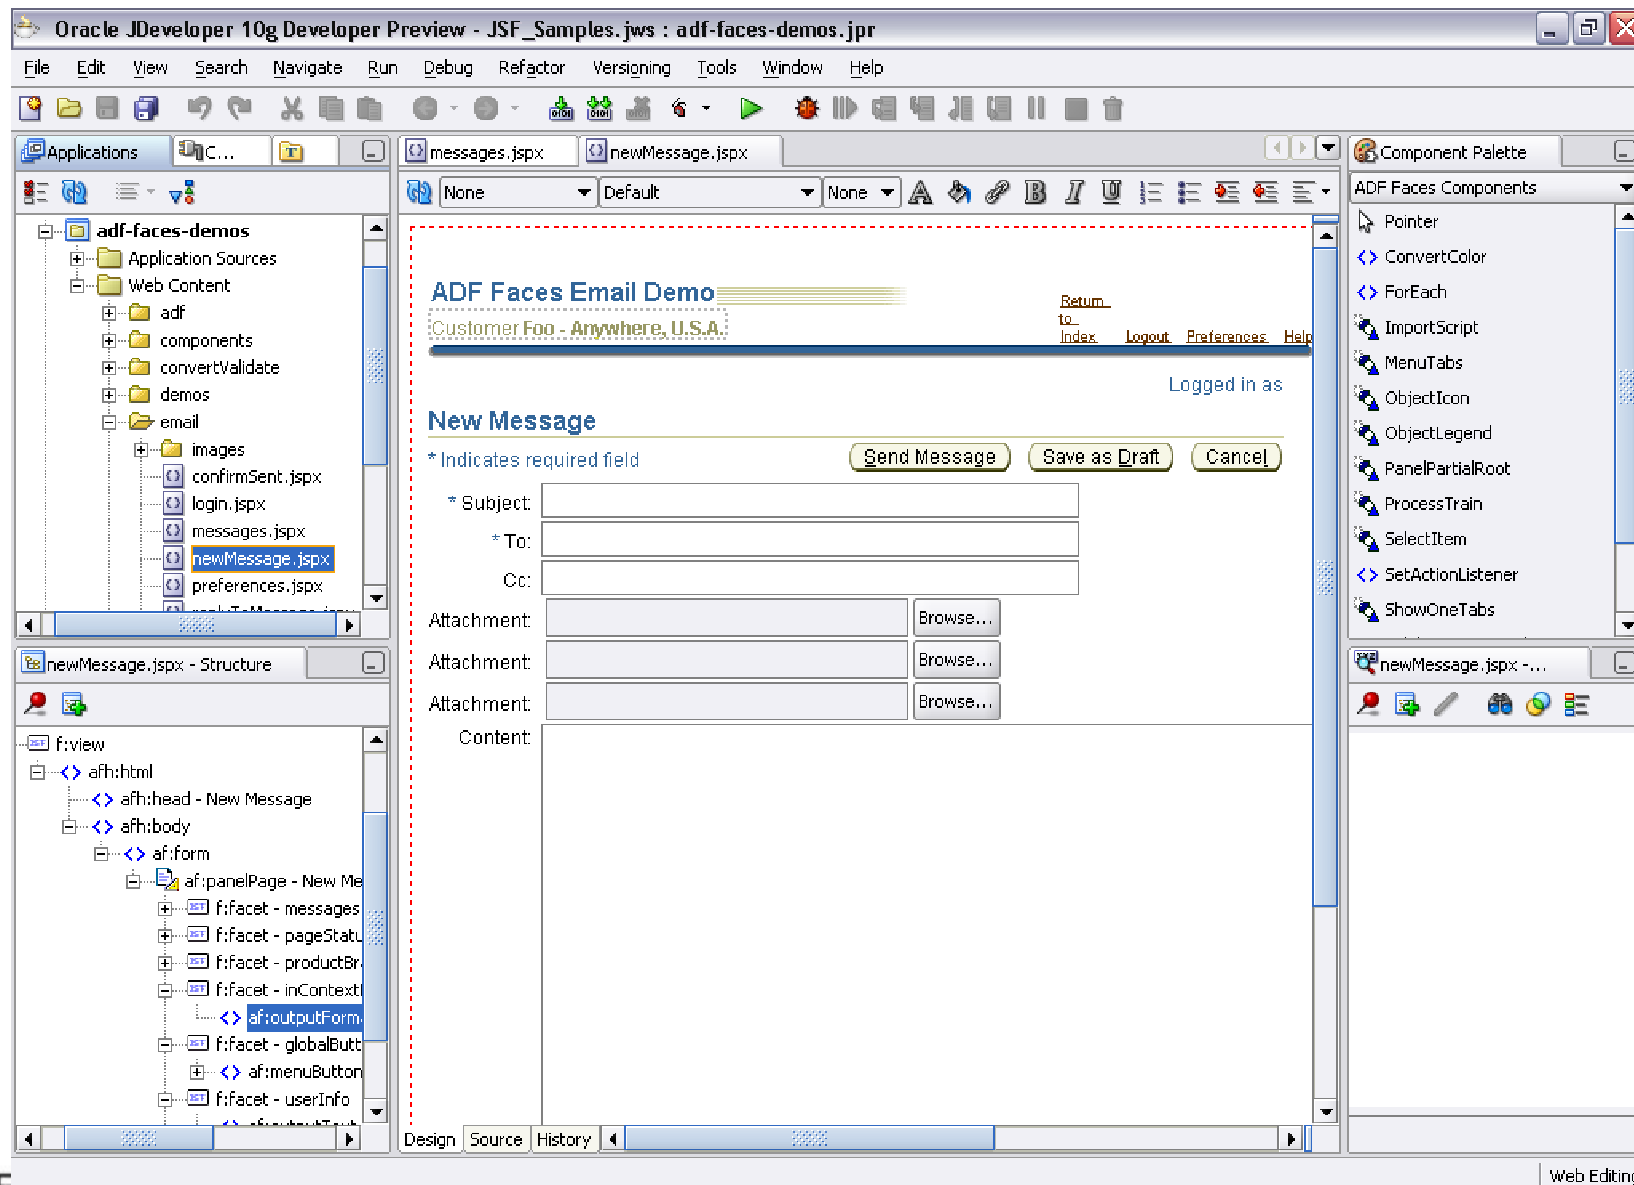 Oracle JDeveloper 10g Developer Preview - JSF_Samples.jws : adf-faces-demos.jpr
File Edit View Search Navigate Run Debug Refactor Versioning Tools Window Help
Applications
C...
messages.jspx
newMessage.jspx
Component Palette
None
Default
None
ADF Faces Components
adf-faces-demos
Application Sources
Web Content
adf
components
convertValidate
demos
email
images
confirmSent.jspx
login.jspx
messages.jspx
newMessage.jspx
preferences.jspx
newMessage.jspx - Structure
f:view
afh:html
afh:head - New Message
afh:body
af:form
af:panelPage - New Me
f:facet - messages
f:facet - pageStatu
f:facet - productBr
f:facet - inContext
af:outputForm
f:facet - globalButt
af:menuButton
f:facet - userInfo
ADF Faces Email Demo
Customer Foo - Anywhere, U.S.A.
Return
to
Index Logout Preferences Help
Logged in as
New Message
* Indicates required field
Send Message
Save as Draft
Cancel
* Subject:
* To:
Cc:
Attachment: Browse...
Attachment: Browse...
Attachment: Browse...
Content:
Design Source History
Pointer
ConvertColor
ForEach
ImportScript
MenuTabs
ObjectIcon
ObjectLegend
PanelPartialRoot
ProcessTrain
SelectItem
SetActionListener
ShowOneTabs
newMessage.jspx -...
Web Editing